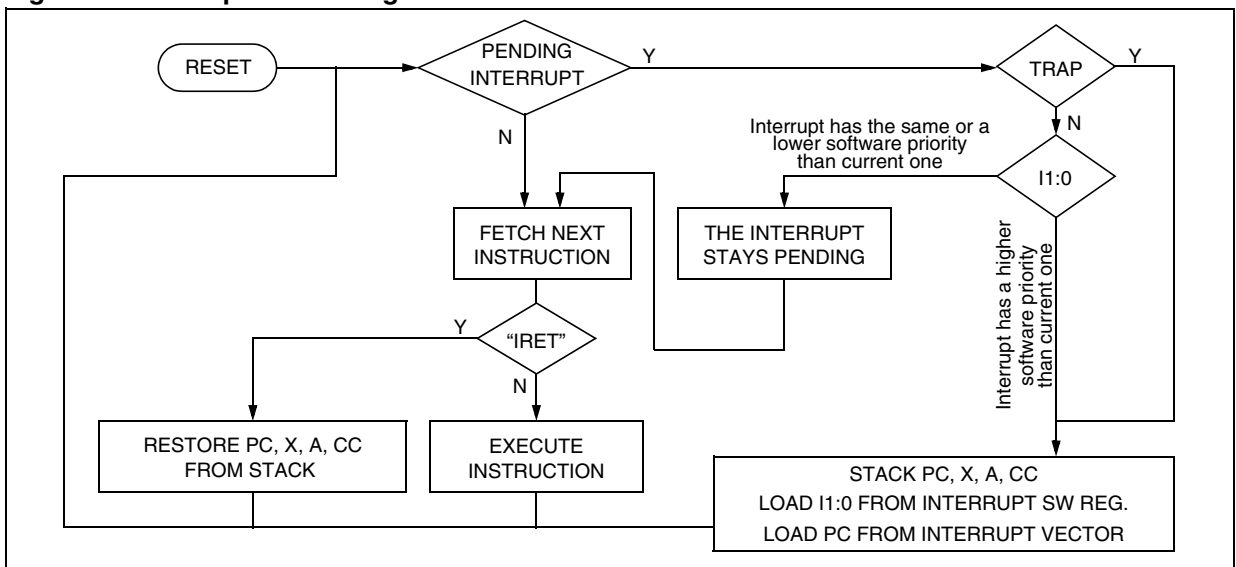 RESET
PENDING
INTERRUPT
Y
TRAP
Y
N
N
Interrupt has the same or a
lower software priority
than current one
I1:0
FETCH NEXT
INSTRUCTION
THE INTERRUPT
STAYS PENDING
Interrupt has a higher
software priority
than current one
Y
“IRET”
N
RESTORE PC, X, A, CC
FROM STACK
EXECUTE
INSTRUCTION
STACK PC, X, A, CC
LOAD I1:0 FROM INTERRUPT SW REG.
LOAD PC FROM INTERRUPT VECTOR